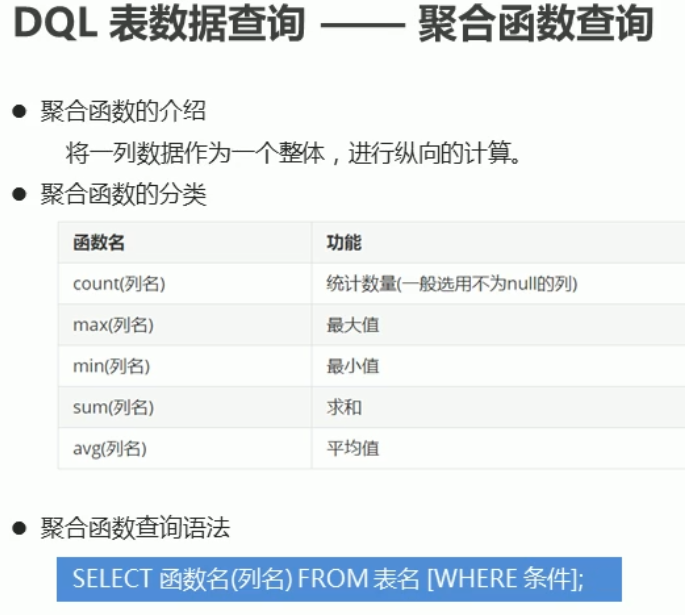 DQL 表数据查询 —— 聚合函数查询
● 聚合函数的介绍
将一列数据作为一个整体，进行纵向的计算。
● 聚合函数的分类
函数名 功能
count(列名) 统计数量(一般选用不为null的列)
max(列名) 最大值
min(列名) 最小值
sum(列名) 求和
avg(列名) 平均值
● 聚合函数查询语法
SELECT 函数名(列名) FROM 表名 [WHERE 条件];